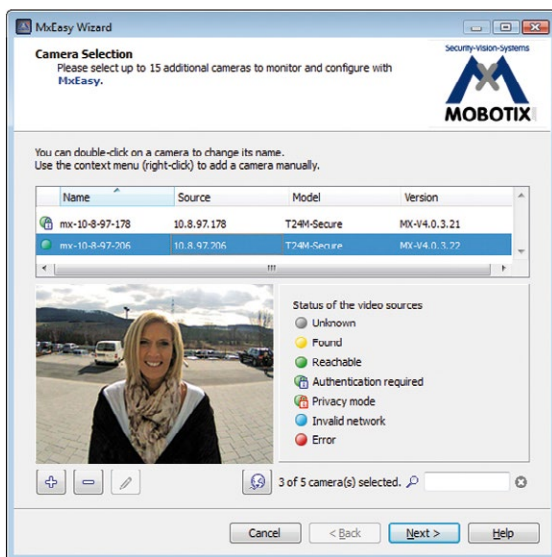 MxEasy Wizard
Camera Selection
Please select up to 15 additional cameras to monitor and configure with
MxEasy.
Security-Vision-Systems
MOBOTIX
You can double-click on a camera to change its name.
Use the context menu (right-click) to add a camera manually.
Name Source Model Version
mx-10-8-97-178 10.8.97.178 T24M-Secure MX-V4.0.3.21
mx-10-8-97-206 10.8.97.206 T24M-Secure MX-V4.0.3.22
Status of the video sources
Unknown
Found
Reachable
Authentication required
Privacy mode
Invalid network
Error
3 of 5 camera(s) selected.
Cancel < Back Next > Help